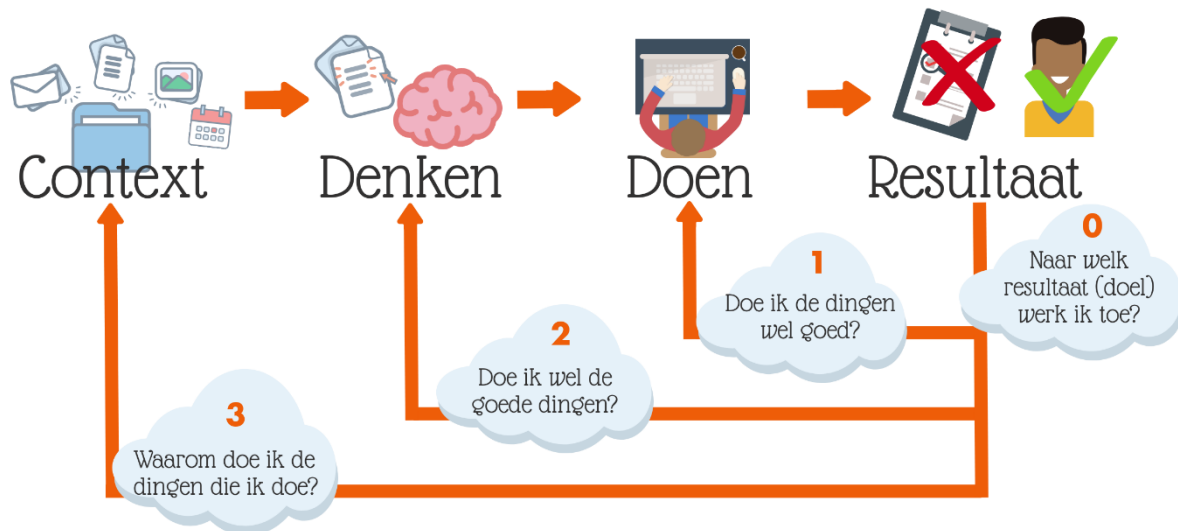 Context
Denken
Doen
Resultaat
0
Naar welk
resultaat (doel)
werk ik toe?
1
Doe ik de dingen
wel goed?
2
Doe ik wel de
goede dingen?
3
Waarom doe ik de
dingen die ik doe?